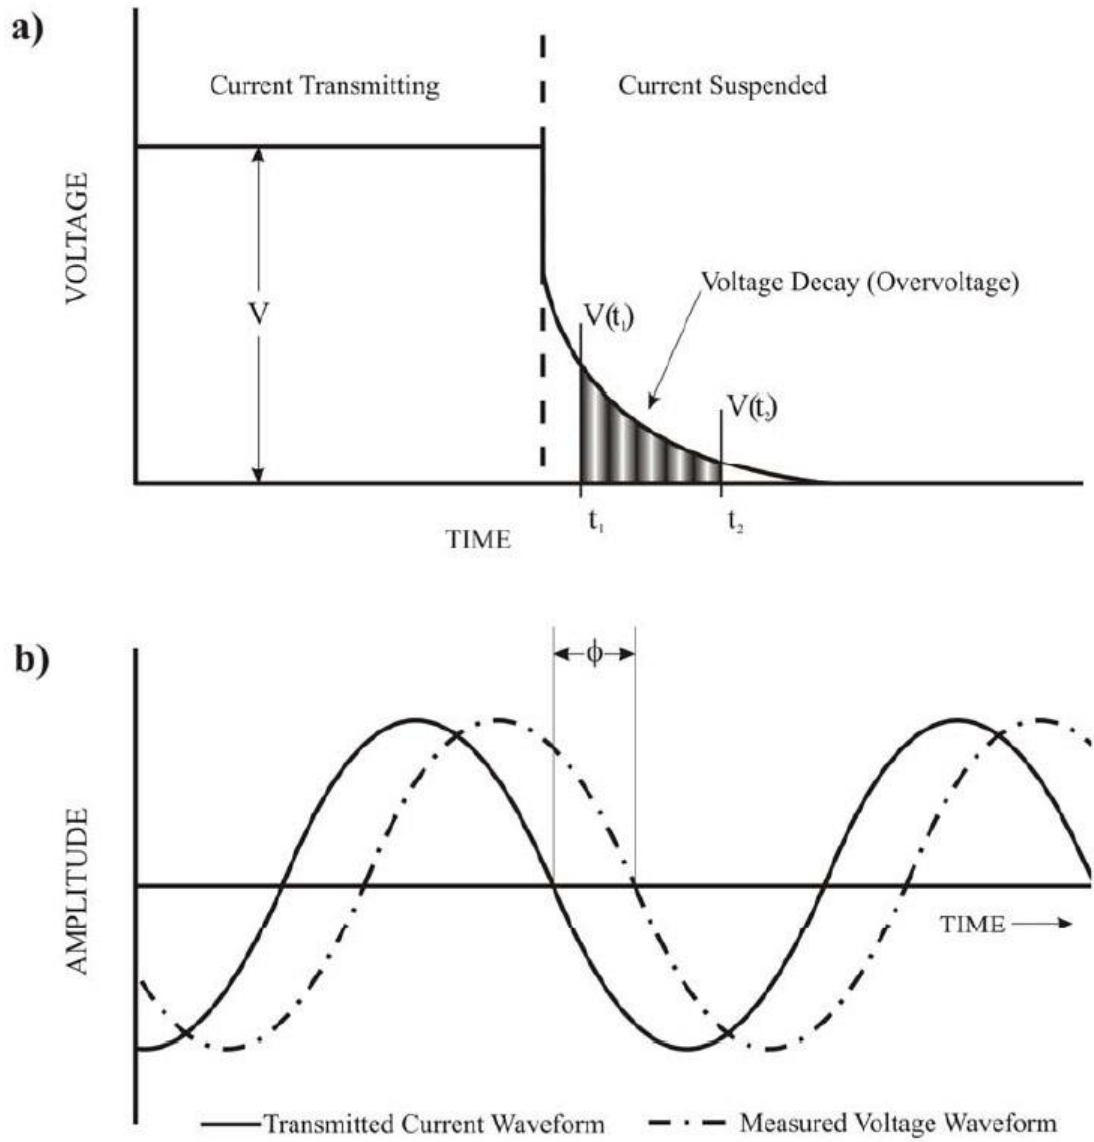 a)
Current Transmitting
Current Suspended
VOLTAGE
V
Voltage Decay (Overvoltage)
V(t₁)
V(t₂)
t₁
t₂
TIME
b)
ϕ
AMPLITUDE
TIME
Transmitted Current Waveform
Measured Voltage Waveform